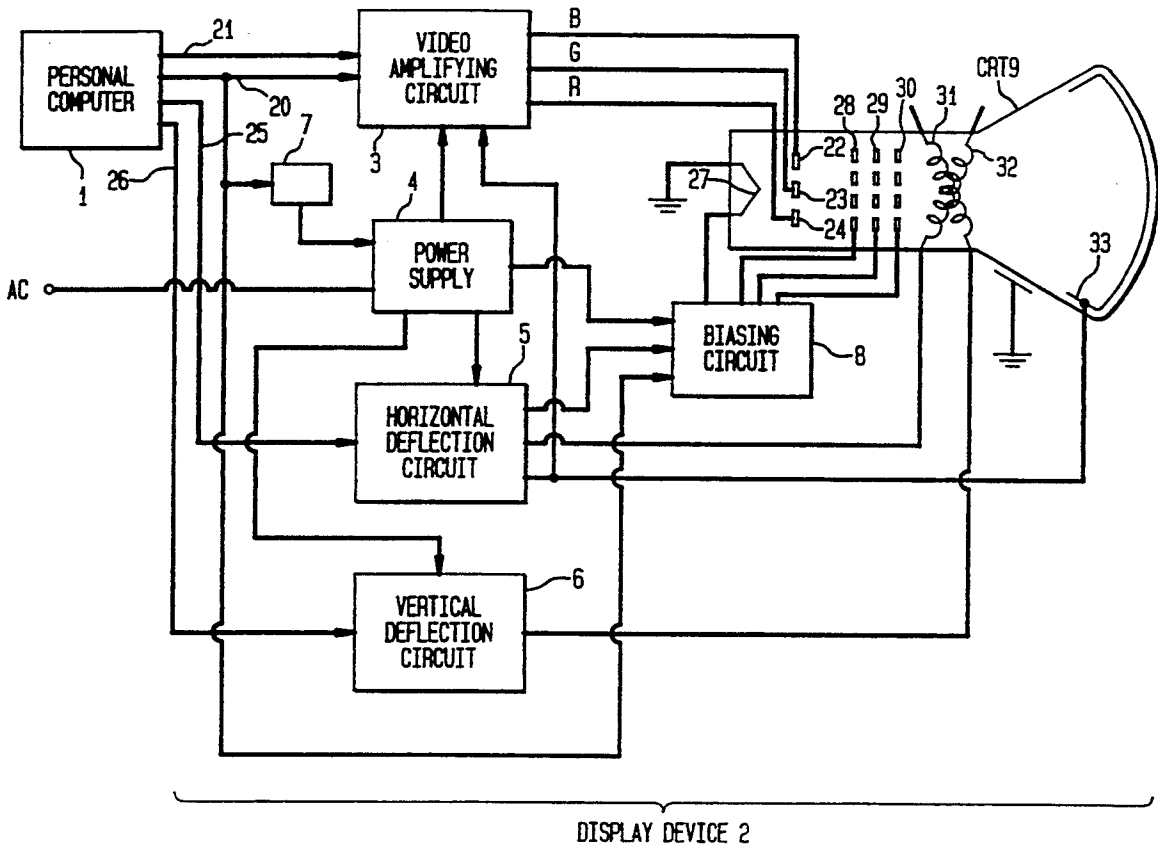 21
PERSONAL
COMPUTER
1
20
25
26
7
VIDEO
AMPLIFYING
CIRCUIT
3
B
G
R
4
POWER
SUPPLY
AC
5
HORIZONTAL
DEFLECTION
CIRCUIT
6
VERTICAL
DEFLECTION
CIRCUIT
BIASING
CIRCUIT
8
CRT9
22
23
24
27
28
29
30
31
32
33
DISPLAY DEVICE 2